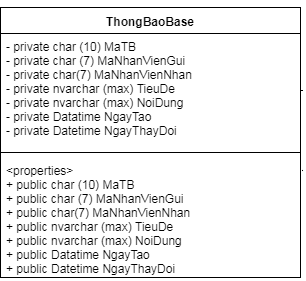 ThongBaoBase
- private char (10) MaTB
- private char (7) MaNhanVienGui
- private char(7) MaNhanVienNhan
- private nvarchar (max) TieuDe
- private nvarchar (max) NoiDung
- private Datatime NgayTao
- private Datetime NgayThayDoi
<properties>
+ public char (10) MaTB
+ public char (7) MaNhanVienGui
+ public char(7) MaNhanVienNhan
+ public nvarchar (max) TieuDe
+ public nvarchar (max) NoiDung
+ public Datatime NgayTao
+ public Datetime NgayThayDoi